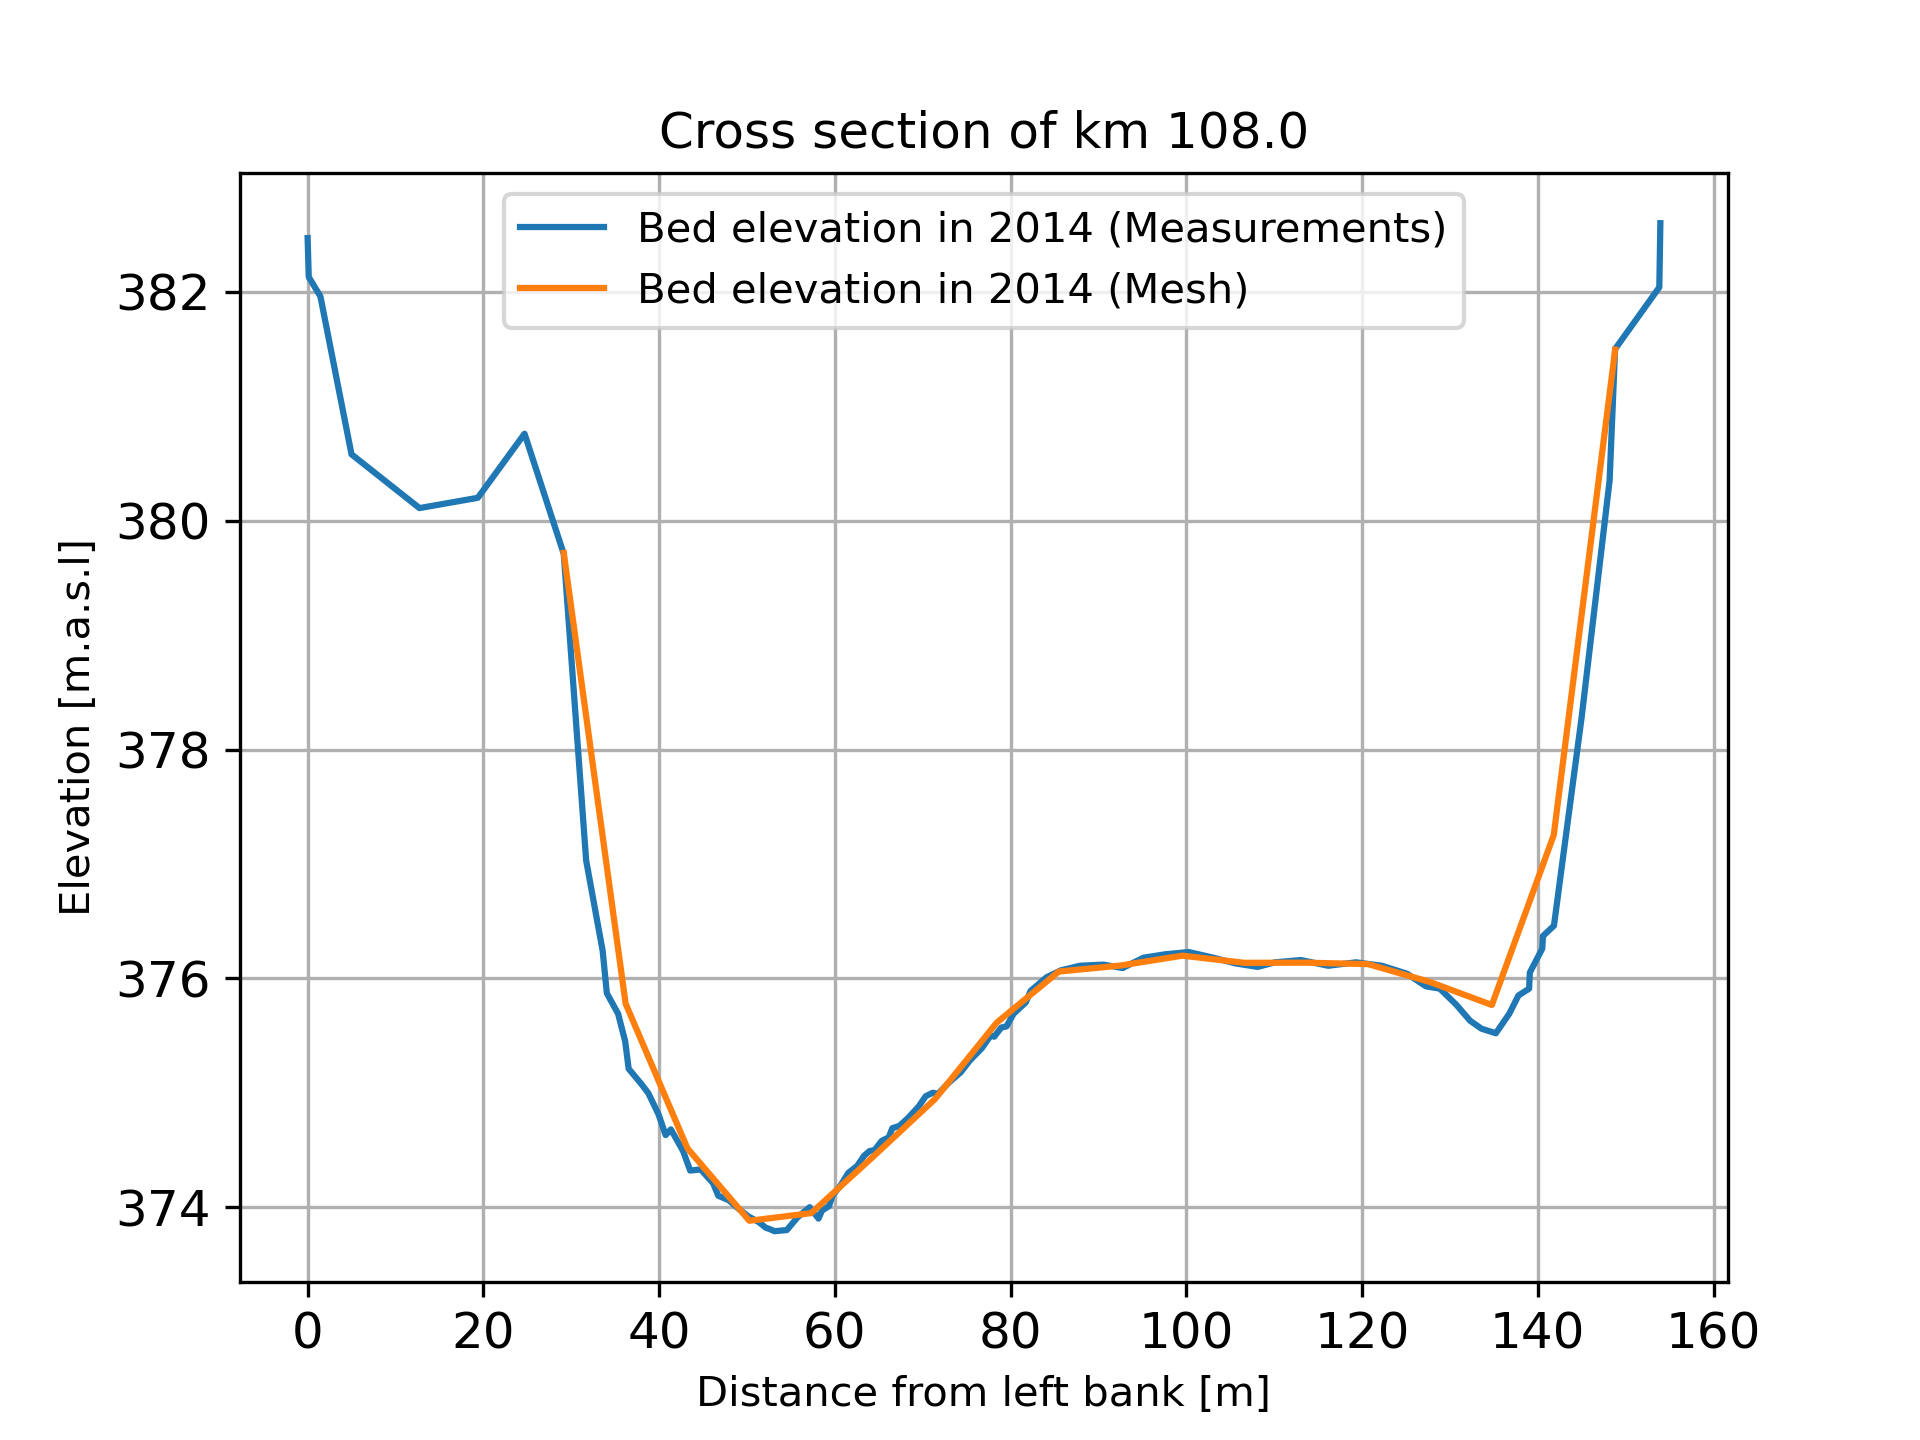 Cross section of km 108.0
Bed elevation in 2014 (Measurements)
Bed elevation in 2014 (Mesh)
Elevation [m.a.s.l]
382
380
378
376
374
0 20 40 60 80 100 120 140 160
Distance from left bank [m]